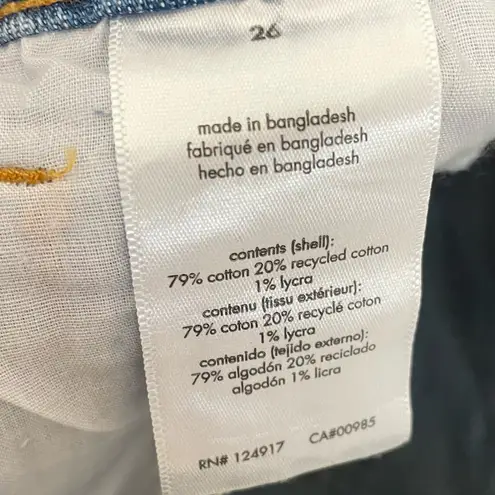 26
made in bangladesh
fabriqué en bangladesh
hecho en bangladesh
contents (shell):
79% cotton 20% recycled cotton
1% lycra
contenu (tissu extérieur):
79% coton 20% recyclé coton
1% lycra
contenido (tejido externo):
79% algodón 20% reciclado
algodón 1% licra
RN# 124917 CA#00985